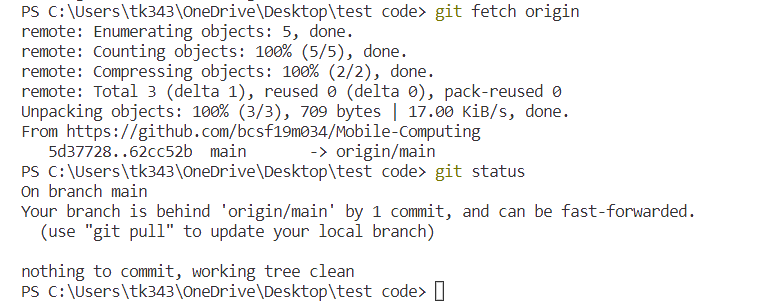 PS C:\Users\tk343\OneDrive\Desktop\test code> git fetch origin
remote: Enumerating objects: 5, done.
remote: Counting objects: 100% (5/5), done.
remote: Compressing objects: 100% (2/2), done.
remote: Total 3 (delta 1), reused 0 (delta 0), pack-reused 0
Unpacking objects: 100% (3/3), 709 bytes | 17.00 KiB/s, done.
From https://github.com/bcsf19m034/Mobile-Computing
   5d37728..62cc52b  main       -> origin/main
PS C:\Users\tk343\OneDrive\Desktop\test code> git status
On branch main
Your branch is behind 'origin/main' by 1 commit, and can be fast-forwarded.
  (use "git pull" to update your local branch)

nothing to commit, working tree clean
PS C:\Users\tk343\OneDrive\Desktop\test code>